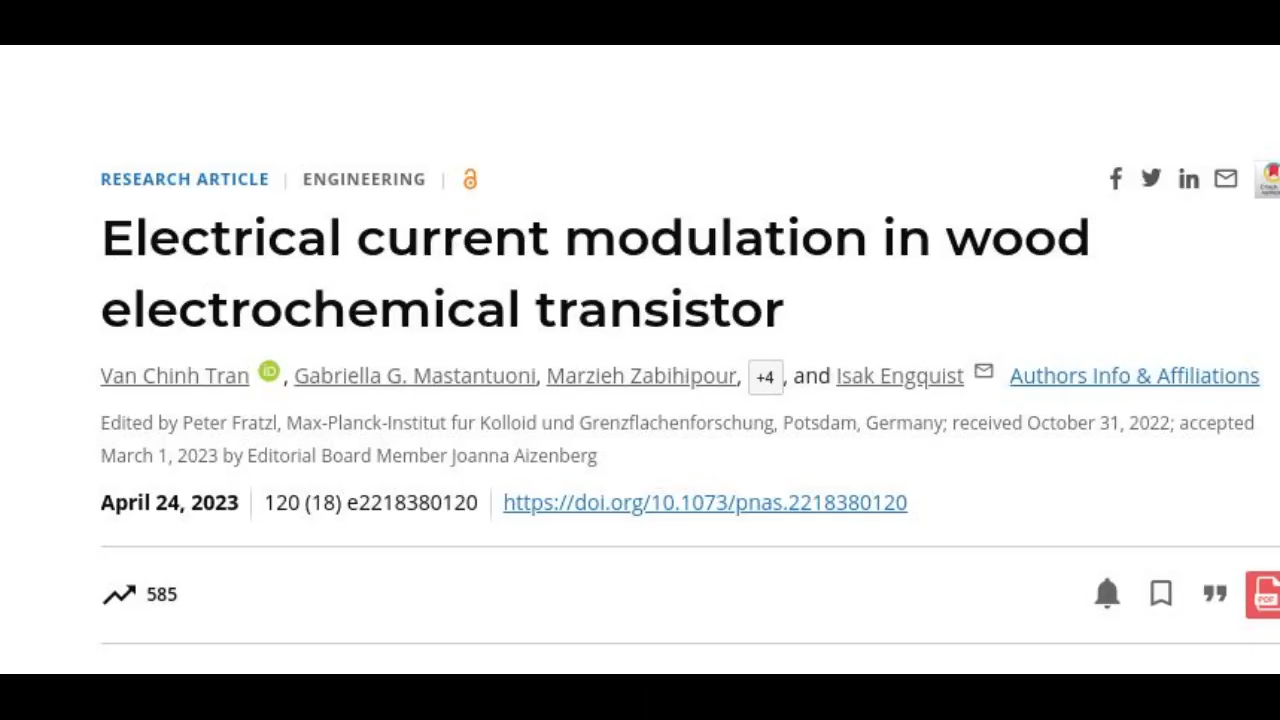 RESEARCH ARTICLE | ENGINEERING |
Electrical current modulation in wood
electrochemical transistor
Van Chinh Tran iD, Gabriella G. Mastantuoni, Marzieh Zabihipour, +4, and Isak Engquist Authors Info & Affiliations
Edited by Peter Fratzl, Max-Planck-Institut fur Kolloid und Grenzflachenforschung, Potsdam, Germany; received October 31, 2022; accepted
March 1, 2023 by Editorial Board Member Joanna Aizenberg
April 24, 2023 | 120 (18) e2218380120 | https://doi.org/10.1073/pnas.2218380120
585
PDF